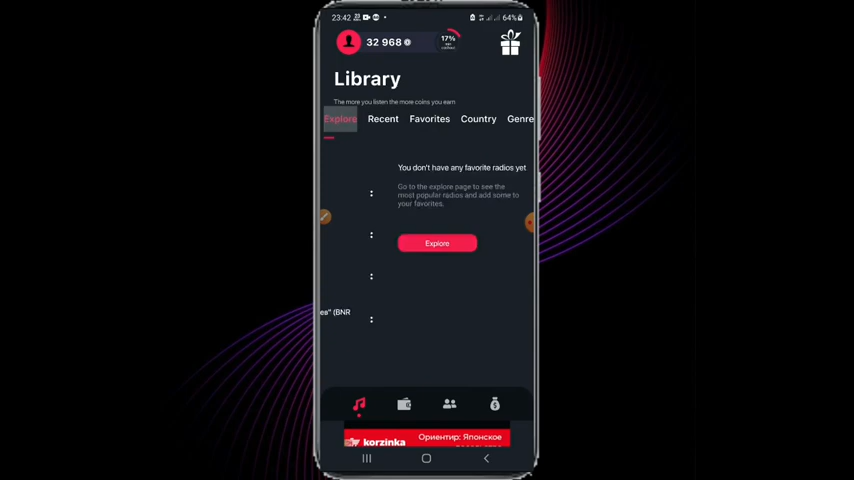 23:42
64%
32 968
17%
Library
The more you listen the more coins you earn
Explore Recent Favorites Country Genre
You don't have any favorite radios yet
Go to the explore page to see the
most popular radios and add some to
your favorites.
Explore
es" (BNR
korzinka
Ориентир: Японское